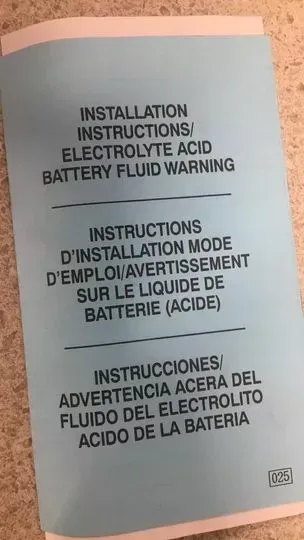 INSTALLATION
INSTRUCTIONS/
ELECTROLYTE ACID
BATTERY FLUID WARNING
INSTRUCTIONS
D'INSTALLATION MODE
D'EMPLOI/AVERTISSEMENT
SUR LE LIQUIDE DE
BATTERIE (ACIDE)
INSTRUCCIONES/
ADVERTENCIA ACERA DEL
FLUIDO DEL ELECTROLITO
ACIDO DE LA BATERIA
025